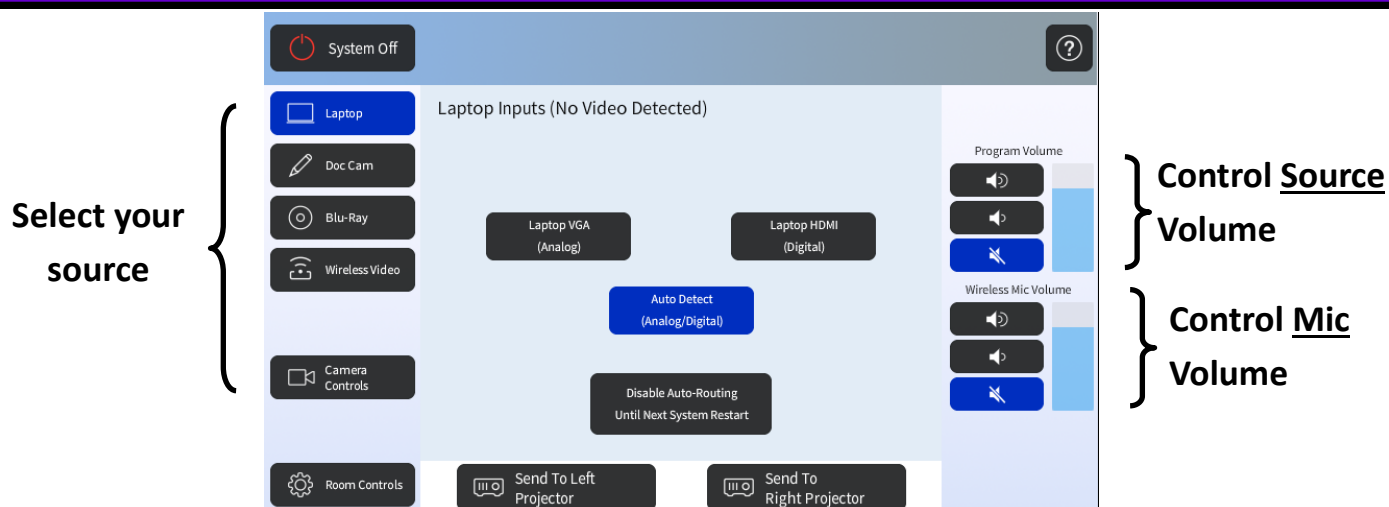 System Off
?
Select your
source
Laptop
Doc Cam
Blu-Ray
Wireless Video
Camera
Controls
Room Controls
Laptop Inputs (No Video Detected)
Laptop VGA
(Analog)
Laptop HMDI
(Digital)
Auto Detect
(Analog/Digital)
Disable Auto-Routing
Until Next System Restart
Send To Left
Projector
Send To
Right Projector
Program Volume
Wireless Mic Volume
Control Source
Volume
Control Mic
Volume